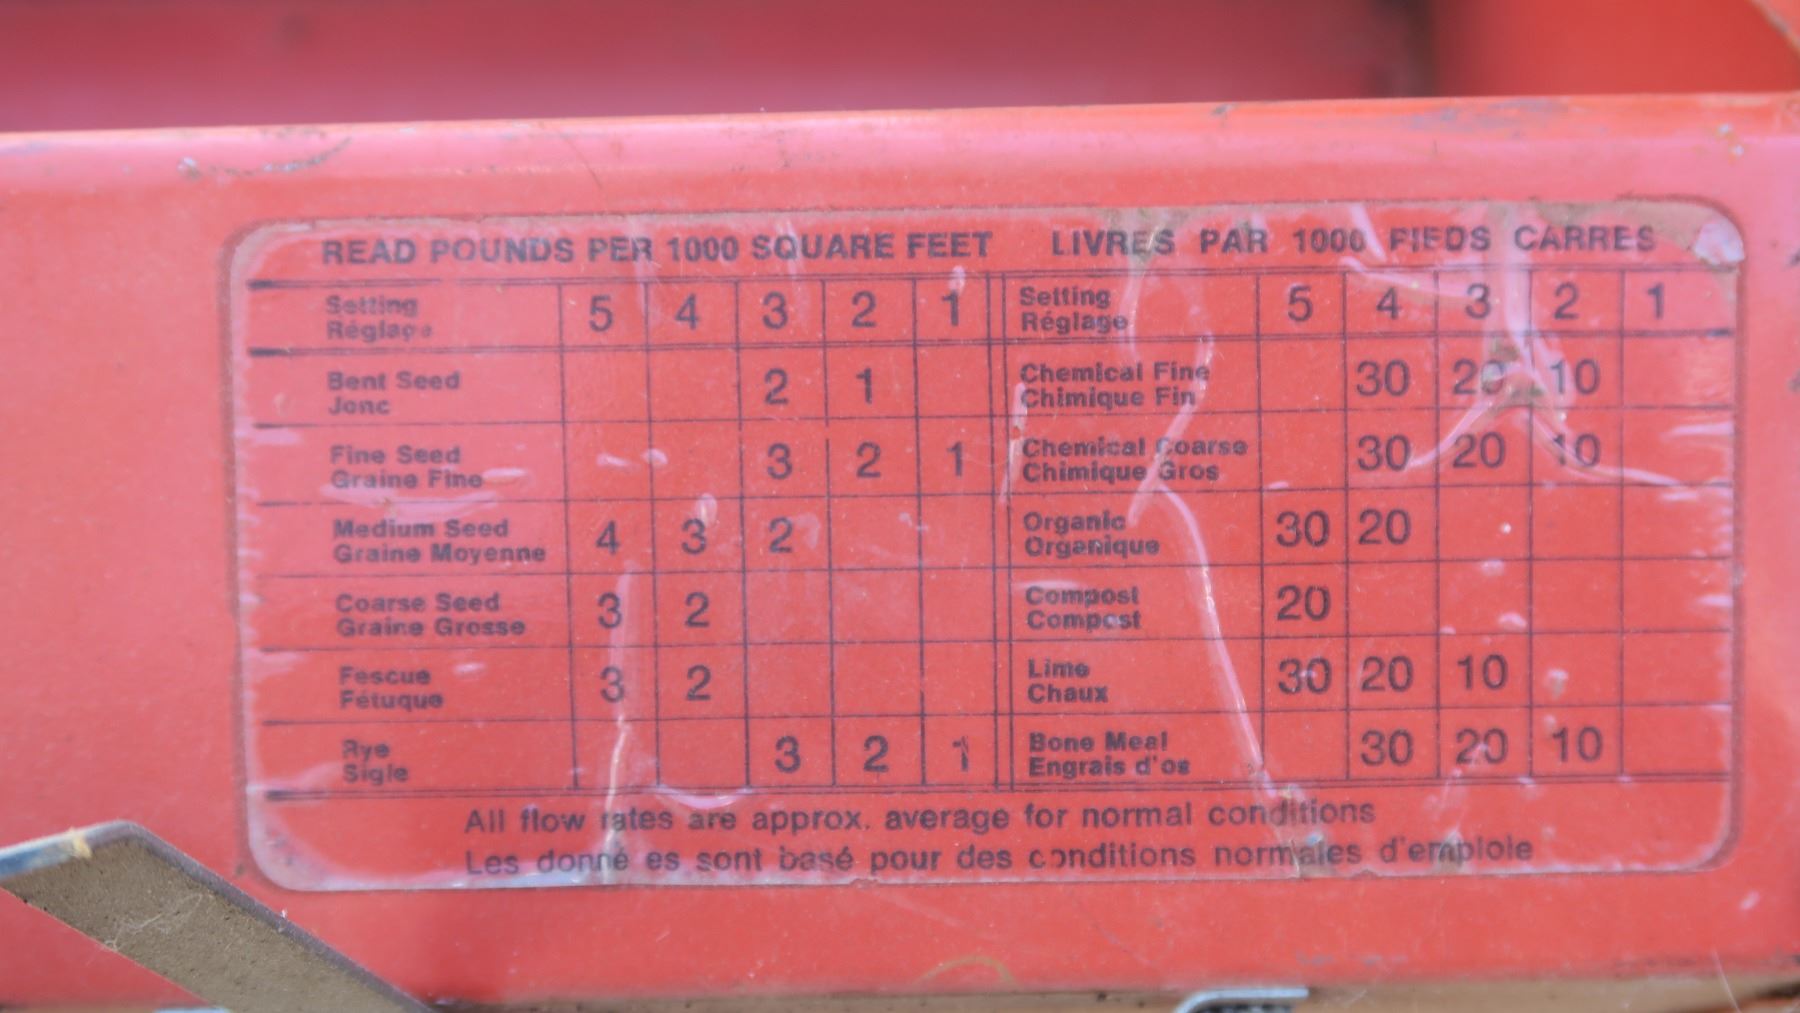 READ POUNDS PER 1000 SQUARE FEET LIVRES PAR 1000 PIEDS CARRES
Setting 5 4 3 2 1 Setting 5 4 3 2 1
Réglage Réglage
Bent Seed 2 1 Chemical Fine 30 20 10
Jonc Chimique Fin
Fine Seed 3 2 1 Chemical Coarse 30 20 10
Graine Fine Chimique Gros
Medium Seed 4 3 2 Organic 30 20
Graine Moyenne Organique
Coarse Seed 3 2 Compost 20
Graine Grosse Compost
Fescue 3 2 Lime 30 20 10
Fétuque Chaux
Rye 3 2 1 Bone Meal 30 20 10
Sigle Engrais d'os
All flow rates are approx. average for normal conditions
Les donné es sont basé pour des conditions normales d'emploie